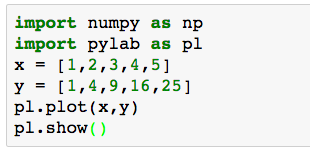 import numpy as np
import pylab as pl
x = [1,2,3,4,5]
y = [1,4,9,16,25]
pl.plot(x,y)
pl.show()